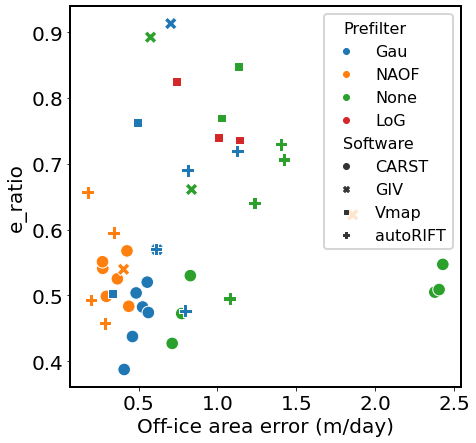 Prefilter
Gau
NAOF
None
LoG
Software
CARST
GIV
Vmap
autoRIFT
e_ratio
0.9
0.8
0.7
0.6
0.5
0.4
0.5 1.0 1.5 2.0 2.5
Off-ice area error (m/day)